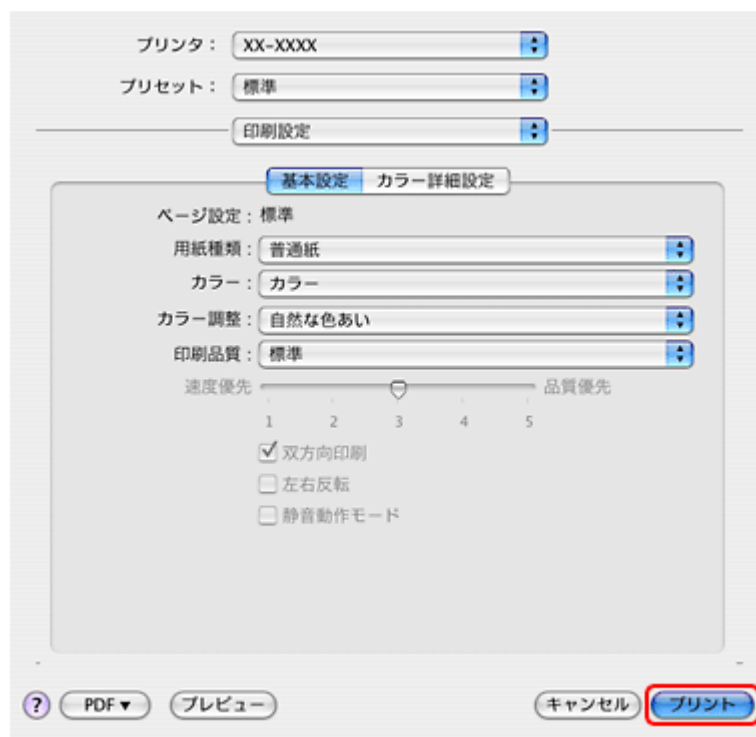 プリンタ： XX-XXXX
プリセット： 標準
印刷設定
基本設定 カラー詳細設定
ページ設定：標準
用紙種類：普通紙
カラー：カラー
カラー調整：自然な色あい
印刷品質：標準
速度優先 品質優先
1 2 3 4 5
双方向印刷
左右反転
静音動作モード
? PDF▼ プレビュー キャンセル プリント